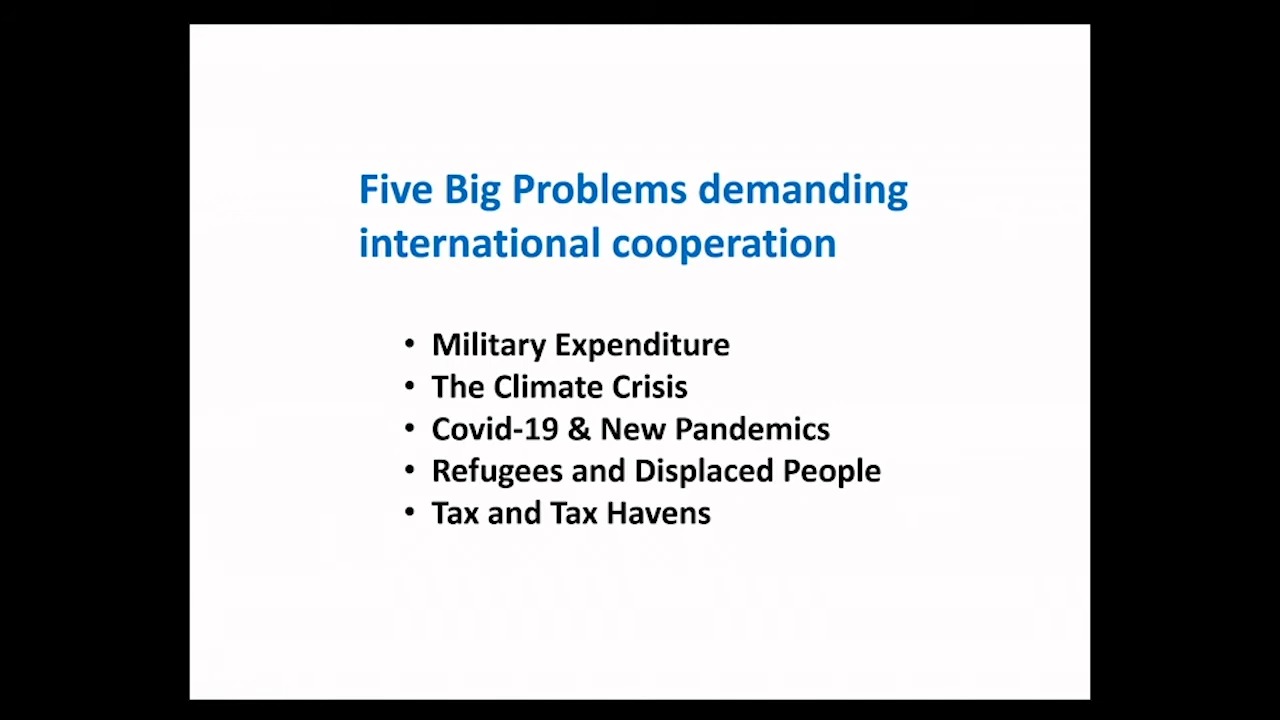 Five Big Problems demanding
international cooperation
• Military Expenditure
• The Climate Crisis
• Covid-19 & New Pandemics
• Refugees and Displaced People
• Tax and Tax Havens